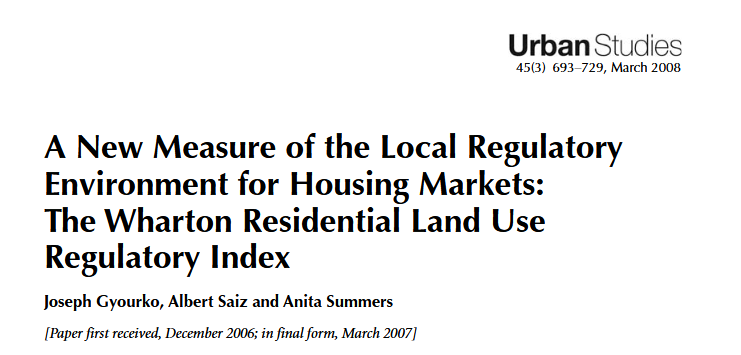 Urban Studies
45(3) 693–729, March 2008
A New Measure of the Local Regulatory
Environment for Housing Markets:
The Wharton Residential Land Use
Regulatory Index
Joseph Gyourko, Albert Saiz and Anita Summers
[Paper first received, December 2006; in final form, March 2007]